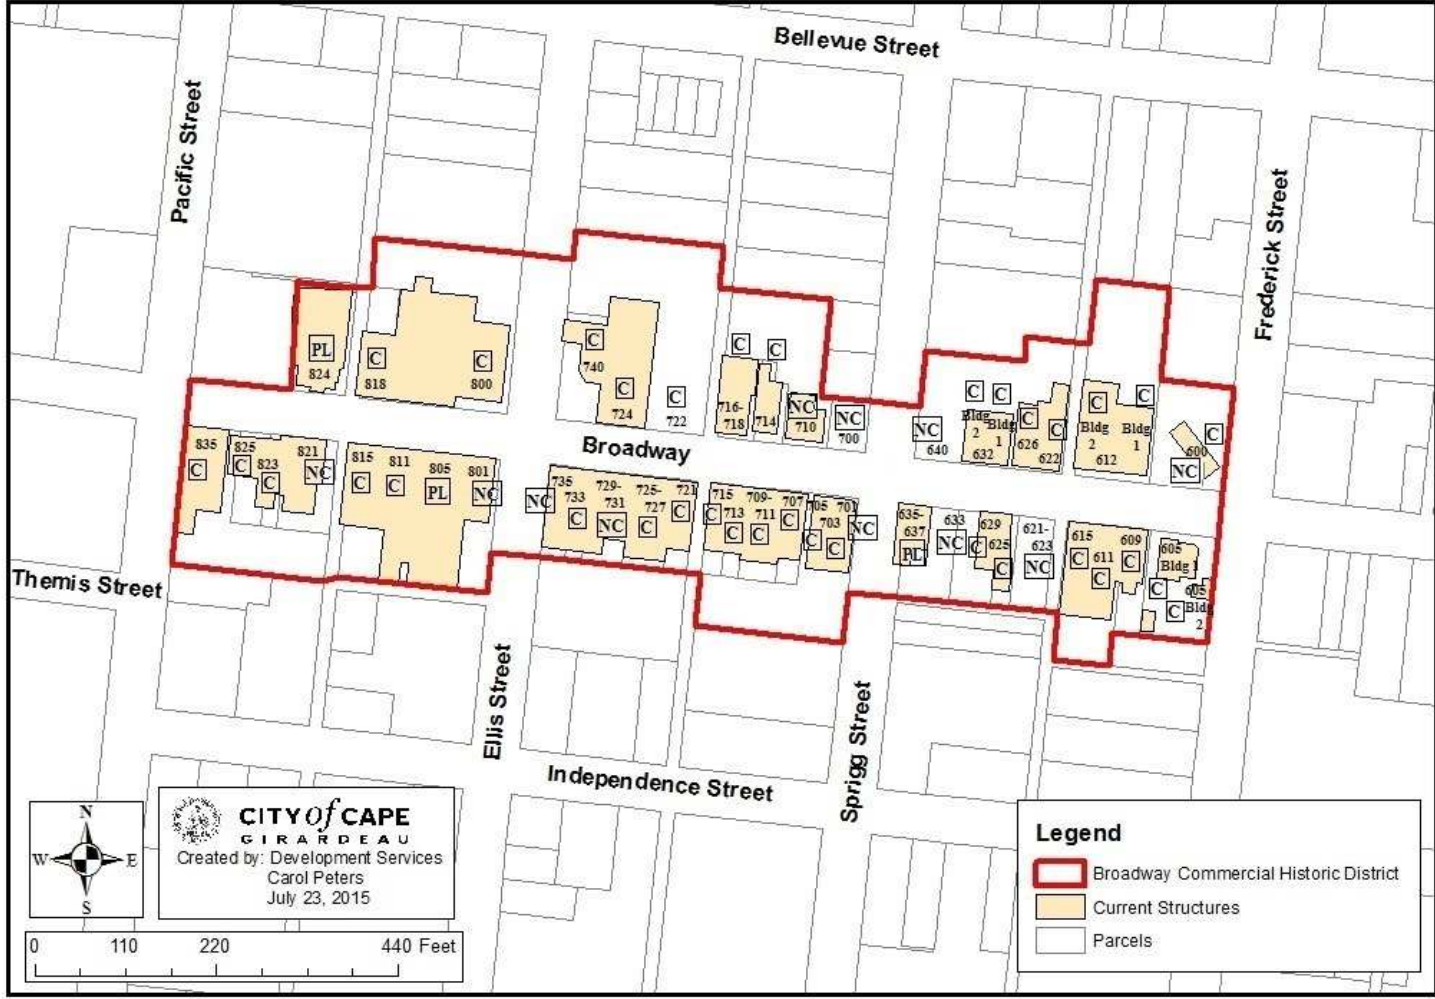 Bellevue Street
Pacific Street
Frederick Street
PL
824
C
818
C
800
C
740
C
724
C
722
C
C
716-
718
714
NC
710
NC
700
NC
640
C
C
Bldg
2
Bldg
1
632
C
626
C
622
C
Bldg
2
C
Bldg
1
612
C
600
NC
Broadway
835
C
825
C
823
C
821
NC
815
C
811
C
805
PL
801
NC
735
NC
733
C
729-
731
NC
725-
727
C
721
C
715
C
713
C
709-
711
C
707
C
705
C
703
C
701
NC
635-
637
PL
633
NC
629
C
625
C
621-
623
NC
615
C
611
C
609
C
605
Bldg 1
C
605
Bldg
2
C
Themis Street
Ellis Street
Sprigg Street
Independence Street
N
W
E
S
CITY of CAPE
GIRARDEAU
Created by: Development Services
Carol Peters
July 23, 2015
0 110 220 440 Feet
Legend
Broadway Commercial Historic District
Current Structures
Parcels